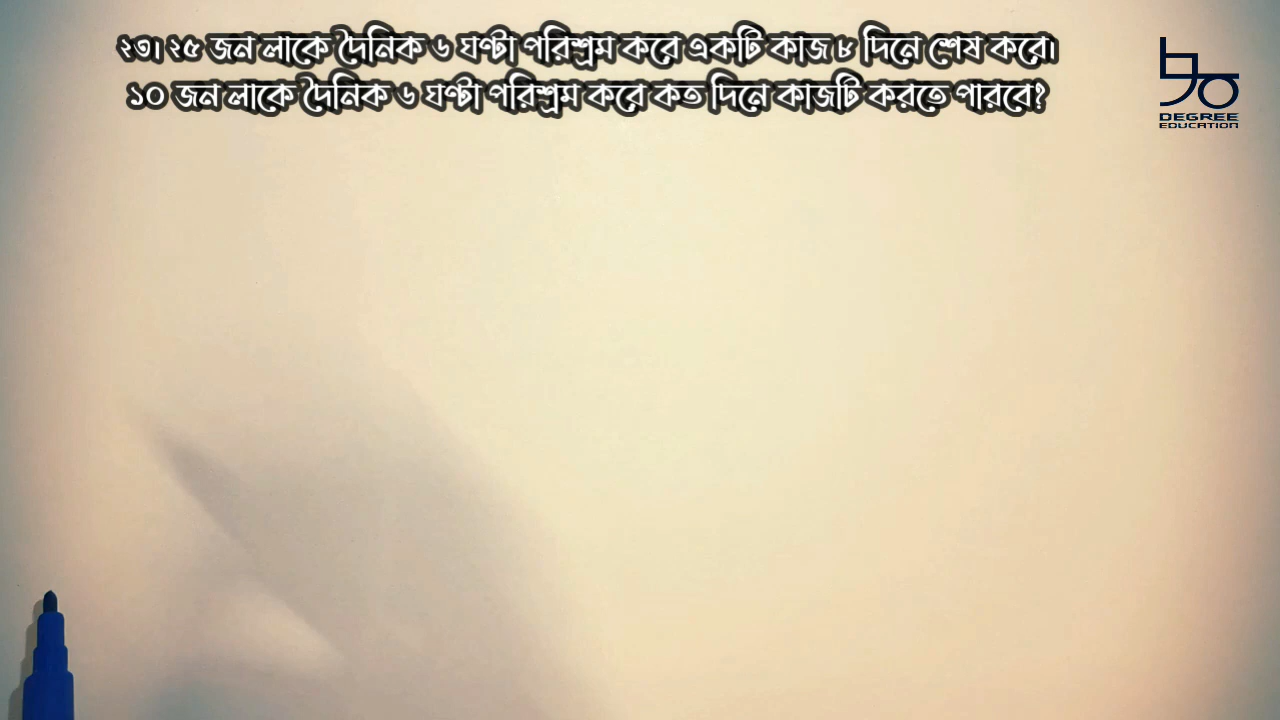 ২৩। ২৫ জন লাকে দৈনিক ৬ ঘণ্টা পরিশ্রম করে একটি কাজ ৮ দিনে শেষ করে।
১০ জন লাকে দৈনিক ৬ ঘণ্টা পরিশ্রম করে কত দিনে কাজটি করতে পারবে?
৯০
DEGREE
EDUCATION